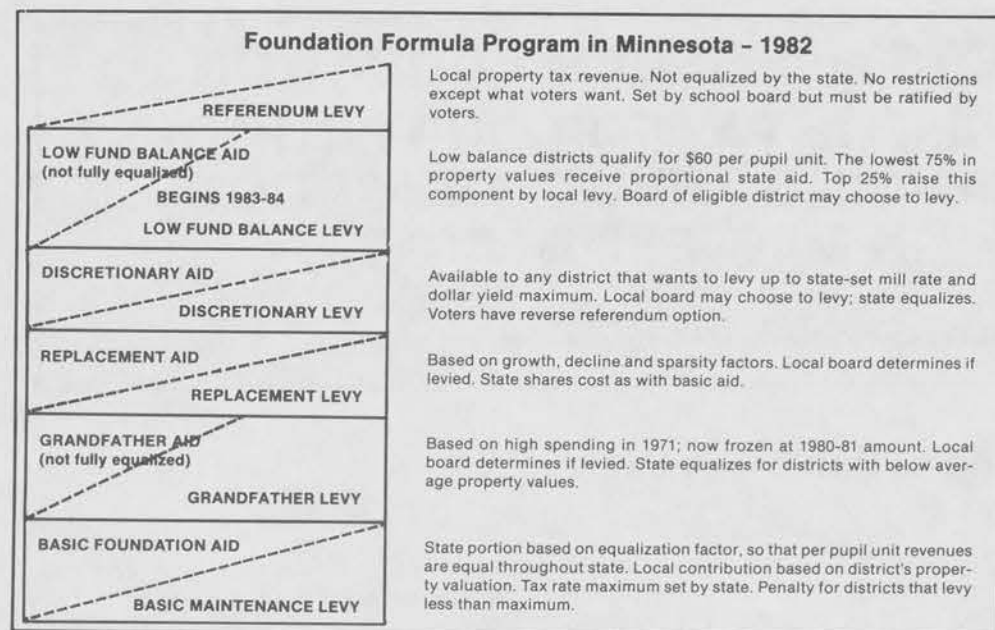 Foundation Formula Program in Minnesota – 1982
REFERENDUM LEVY
Local property tax revenue. Not equalized by the state. No restrictions
except what voters want. Set by school board but must be ratified by
voters.
LOW FUND BALANCE AID
(not fully equalized)
BEGINS 1983-84
LOW FUND BALANCE LEVY
Low balance districts qualify for $60 per pupil unit. The lowest 75% in
property values receive proportional state aid. Top 25% raise this
component by local levy. Board of eligible district may choose to levy.
DISCRETIONARY AID
DISCRETIONARY LEVY
Available to any district that wants to levy up to state-set mill rate and
dollar yield maximum. Local board may choose to levy; state equalizes.
Voters have reverse referendum option.
REPLACEMENT AID
REPLACEMENT LEVY
Based on growth, decline and sparsity factors. Local board determines if
levied. State shares cost as with basic aid.
GRANDFATHER AID
(not fully equalized)
GRANDFATHER LEVY
Based on high spending in 1971; now frozen at 1980-81 amount. Local
board determines if levied. State equalizes for districts with below aver-
age property values.
BASIC FOUNDATION AID
BASIC MAINTENANCE LEVY
State portion based on equalization factor, so that per pupil unit revenues
are equal throughout state. Local contribution based on district's proper-
ty valuation. Tax rate maximum set by state. Penalty for districts that levy
less than maximum.